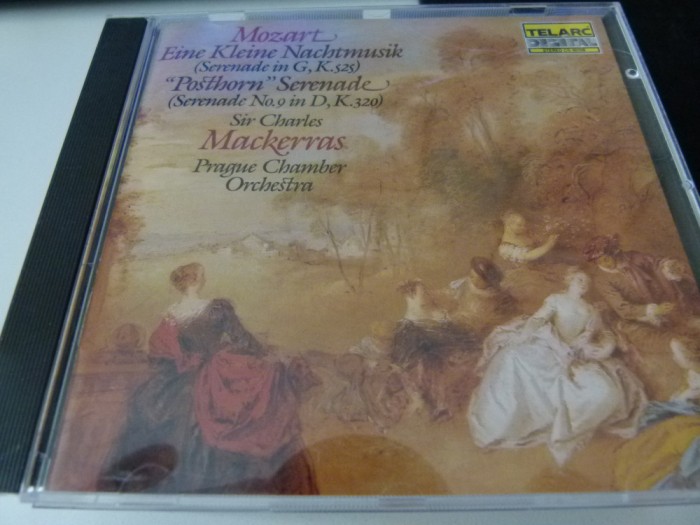 Mozart
Eine Kleine Nachtmusik
(Serenade in G, K.525)
"Posthorn" Serenade
(Serenade No. 9 in D, K.320)
Sir Charles
Mackerras
Prague Chamber
Orchestra
TELARC
DIGITAL